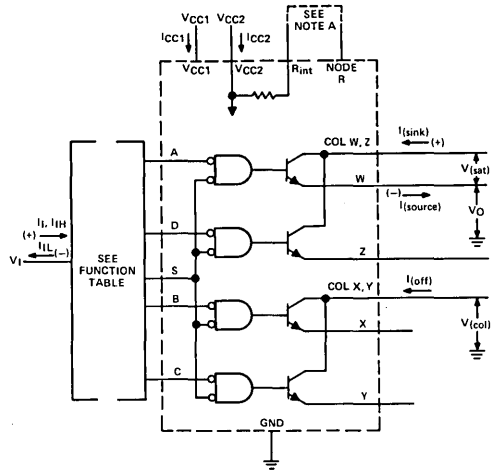 SEE
NOTE A
VCC1 VCC2
ICC1 ICC2
VCC1 VCC2 Rint NODE
R
A
COL W, Z
I(sink)
(+)
V(sat)
W
(–)
I(source)
VO
II, IIH
(+)
IIL (–)
VI
SEE
FUNCTION
TABLE
D
Z
S
COL X, Y
I(off)
B
X
V(col)
C
Y
GND